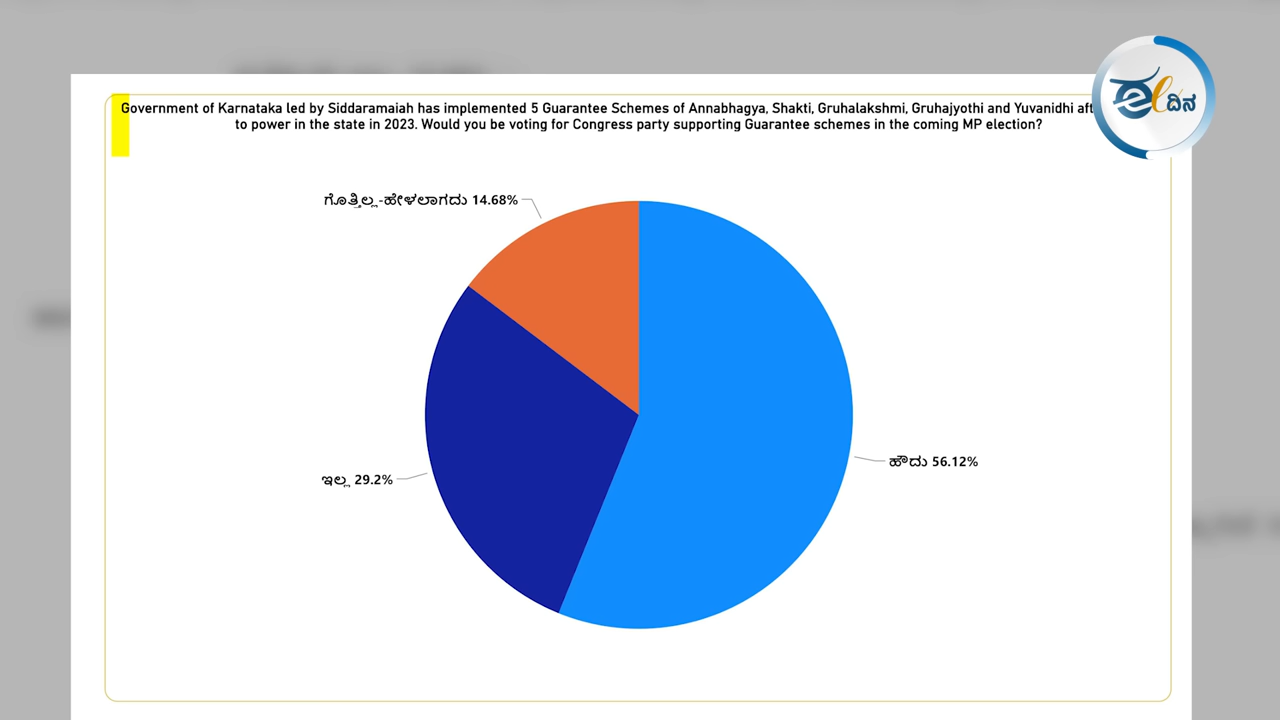 Government of Karnataka led by Siddaramaiah has implemented 5 Guarantee Schemes of Annabhagya, Shakti, Gruhalakshmi, Gruhajyothi and Yuvanidhi
to power in the state in 2023. Would you be voting for Congress party supporting Guarantee schemes in the coming MP election?
ಈ ದಿನ
ಗೊತ್ತಿಲ್ಲ-ಹೇಳಲಾಗದು 14.68%
ಹೌದು 56.12%
ಇಲ್ಲ 29.2%